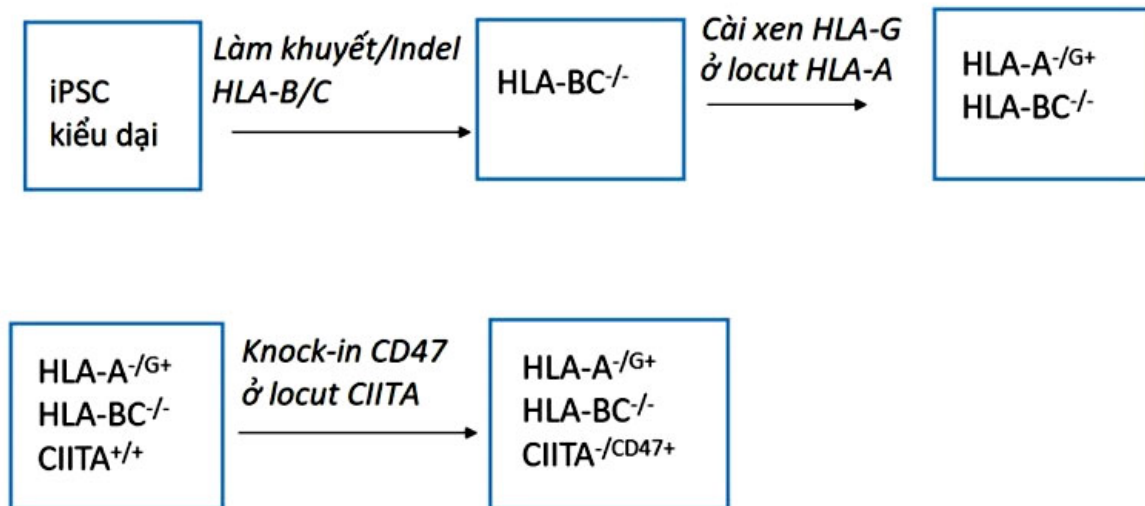 iPSC
kiểu dại
Làm khuyết/Indel
HLA-B/C
HLA-BC-/-
Cài xen HLA-G
ở locut HLA-A
HLA-A-/G+
HLA-BC-/-
HLA-A-/G+
HLA-BC-/-
CIITA+/+
Knock-in CD47
ở locut CIITA
HLA-A-/G+
HLA-BC-/-
CIITA-/CD47+